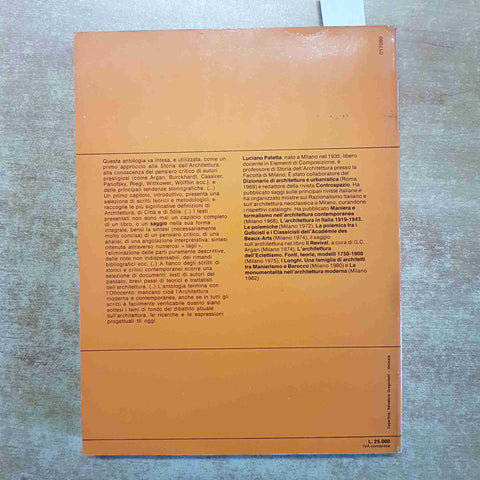 017089
Questa antologia va intesa, e utilizzata, come un
primo approccio alla Storia dell'Architettura,
alla conoscenza del pensiero critico di autori
prestigiosi (come Argan, Burckhardt, Cassirer,
Panofsky, Riegl, Wittkower, Wölfflin ecc.), e
delle principali tendenze storiografiche. (...)
Il primo capitolo, introduttivo, presenta una
selezione di scritti teorici e metodologici, e
raccoglie le più significative definizioni di
Architettura, di Città e di Stile. (...) I testi
presentati non sono mai un capitolo completo
di un libro, o un saggio nella sua forma
integrale, bensì la sintesi (necessariamente
molto concisa) di un pensiero critico, di una
analisi, di una angolazione interpretativa; sintesi
ottenuta attraverso numerosi « tagli »,
l'eliminazione delle parti puramente descrittive,
delle note non indispensabili, dei rimandi
bibliografici ecc. A fianco degli scritti di
storici e critici contemporanei scorre una
selezione di documenti, testi di autori del
passato, brevi passi di teorici e trattatisti
dell'architettura. (..) L'antologia termina con
l'Ottocento: mancano cioè l'Architettura
moderna e contemporanea, anche se in tutti gli
scritti è facilmente verificabile quanto siano
sottesi i temi di fondo del dibattito attuale
sull'architettura, le ricerche e le espressioni
progettuali di oggi.
Luciano Patetta, nato a Milano nel 1935, libero
docente in Elementi di Composizione, è
professore di Storia dell'Architettura presso la
Facoltà di Milano. È stato collaboratore del
Dizionario di architettura e urbanistica (Roma
1969) e redattore della rivista Controspazio. Ha
pubblicato saggi sulle principali riviste italiane e
ha organizzato mostre sul Razionalismo Italiano e
sull'architettura neoclassica a Milano, curandone
i rispettivi cataloghi. Ha pubblicato Maniera e
formalismo nell'architettura contemporanea
(Milano 1968), L'architettura in Italia 1919-1943.
Le polemiche (Milano 1972), La polemica fra i
Goticisti e i Classicisti dell'Académie des
Beaux-Arts (Milano 1974), il saggio
sull'architettura nel libro Il Revival, a cura di G.C.
Argan (Milano 1974), L'architettura
dell'Eclettismo. Fonti, teorie, modelli 1750-1900
(Milano 1975), I Longhi. Una famiglia di architetti
tra Manierismo e Barocco (Milano 1980) e La
monumentalità nell'architettura moderna (Milano
1982).
Copertina: Salvatore Gregorietti
L. 25.000
IVA compresa